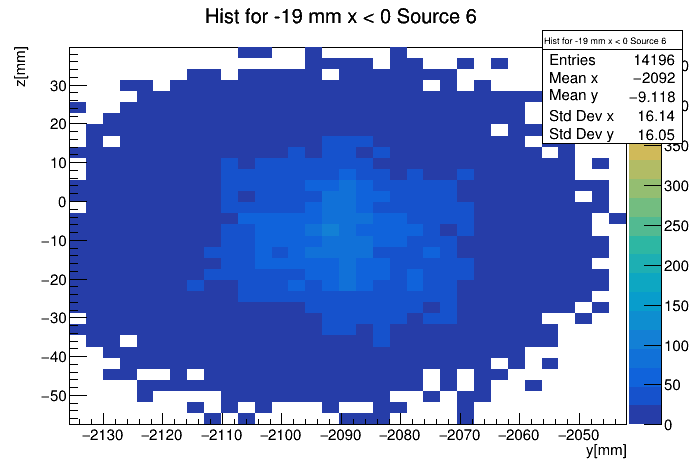 Hist for -19 mm x < 0 Source 6
Hist for -19 mm x < 0 Source 6
Entries 14196
Mean x −2092
Mean y −9.118
Std Dev x 16.14
Std Dev y 16.05
z[mm]
30
20
10
0
−10
−20
−30
−40
−50
−2130 −2120 −2110 −2100 −2090 −2080 −2070 −2060 −2050
y[mm]
350
300
250
200
150
100
50
0